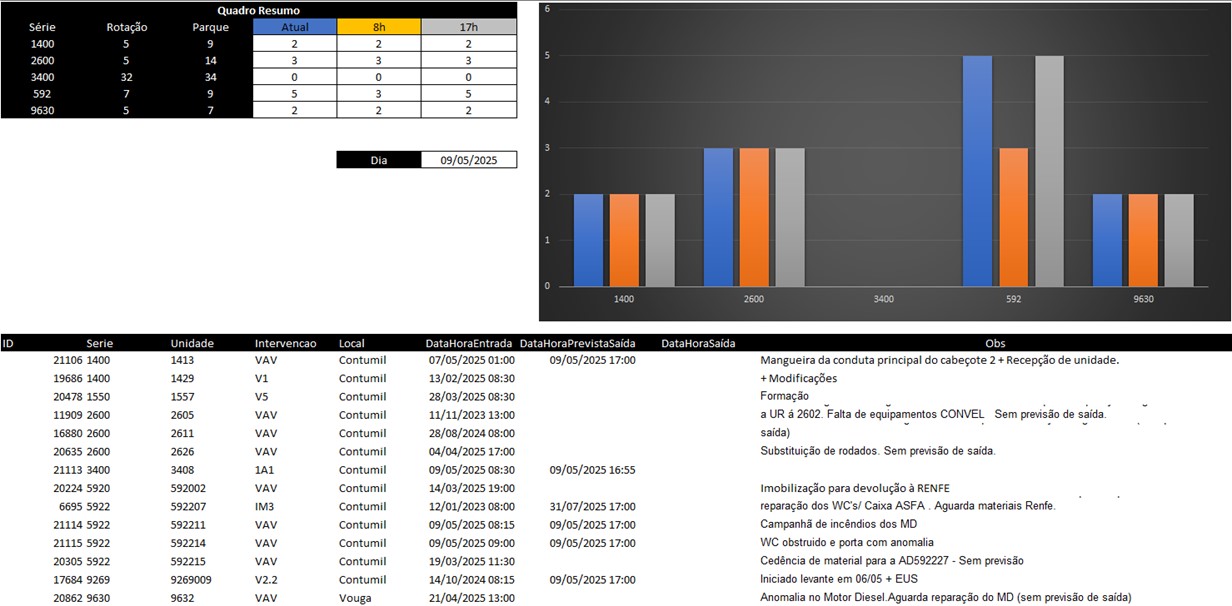 Quadro Resumo
Série Rotação Parque Atual 8h 17h
1400 5 9 2 2 2
2600 5 14 3 3 3
3400 32 34 0 0 0
592 7 9 5 3 5
9630 5 7 2 2 2
Dia 09/05/2025
6
5
4
3
2
1
0
1400 2600 3400 592 9630
ID Serie Unidade Intervencao Local DataHoraEntrada DataHoraPrevistaSaída DataHoraSaída Obs
21106 1400 1413 VAV Contumil 07/05/2025 01:00 09/05/2025 17:00 Mangueira da conduta principal do cabeçote 2 + Recepção de unidade.
19686 1400 1429 V1 Contumil 13/02/2025 08:30 + Modificações
20478 1550 1557 V5 Contumil 28/03/2025 08:30 Formação
11909 2600 2605 VAV Contumil 11/11/2023 13:00 a UR á 2602. Falta de equipamentos CONVEL Sem previsão de saída.
16880 2600 2611 VAV Contumil 28/08/2024 08:00 saída)
20635 2600 2626 VAV Contumil 04/04/2025 17:00 Substituição de rodados. Sem previsão de saída.
21113 3400 3408 1A1 Contumil 09/05/2025 08:30 09/05/2025 16:55
20224 5920 592002 VAV Contumil 14/03/2025 19:00 Imobilização para devolução à RENFE
6695 5922 592207 IM3 Contumil 12/01/2023 08:00 31/07/2025 17:00 reparação dos WC's/ Caixa ASFA . Aguarda materiais Renfe.
21114 5922 592211 VAV Contumil 09/05/2025 08:15 09/05/2025 17:00 Campanhã de incêndios dos MD
21115 5922 592214 VAV Contumil 09/05/2025 09:00 09/05/2025 17:00 WC obstruido e porta com anomalia
20305 5922 592215 VAV Contumil 19/03/2025 11:30 Cedência de material para a AD592227 - Sem previsão
17684 9269 9269009 V2.2 Contumil 14/10/2024 08:15 09/05/2025 17:00 Iniciado levante em 06/05 + EUS
20862 9630 9632 VAV Vouga 21/04/2025 13:00 Anomalia no Motor Diesel.Aguarda reparação do MD (sem previsão de saída)